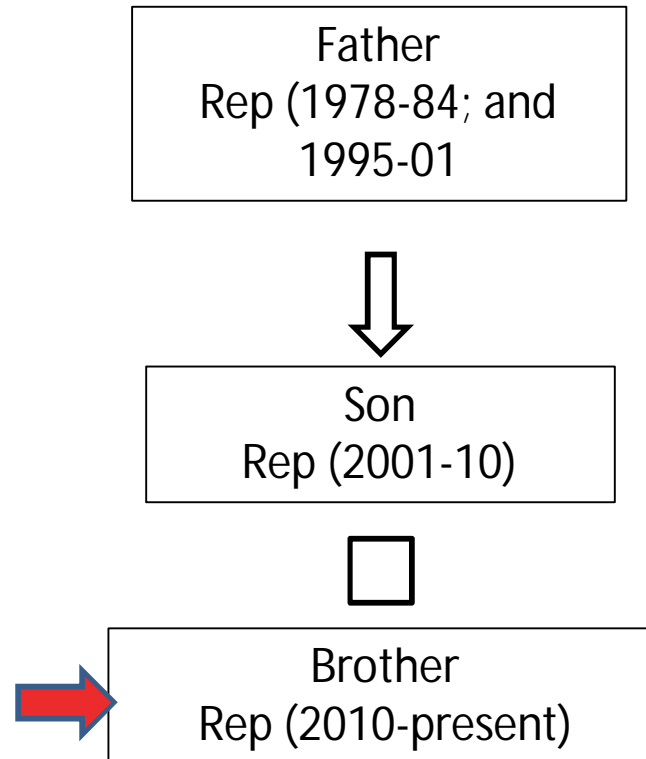 Father
Rep (1978-84; and
1995-01
Son
Rep (2001-10)
Brother
Rep (2010-present)